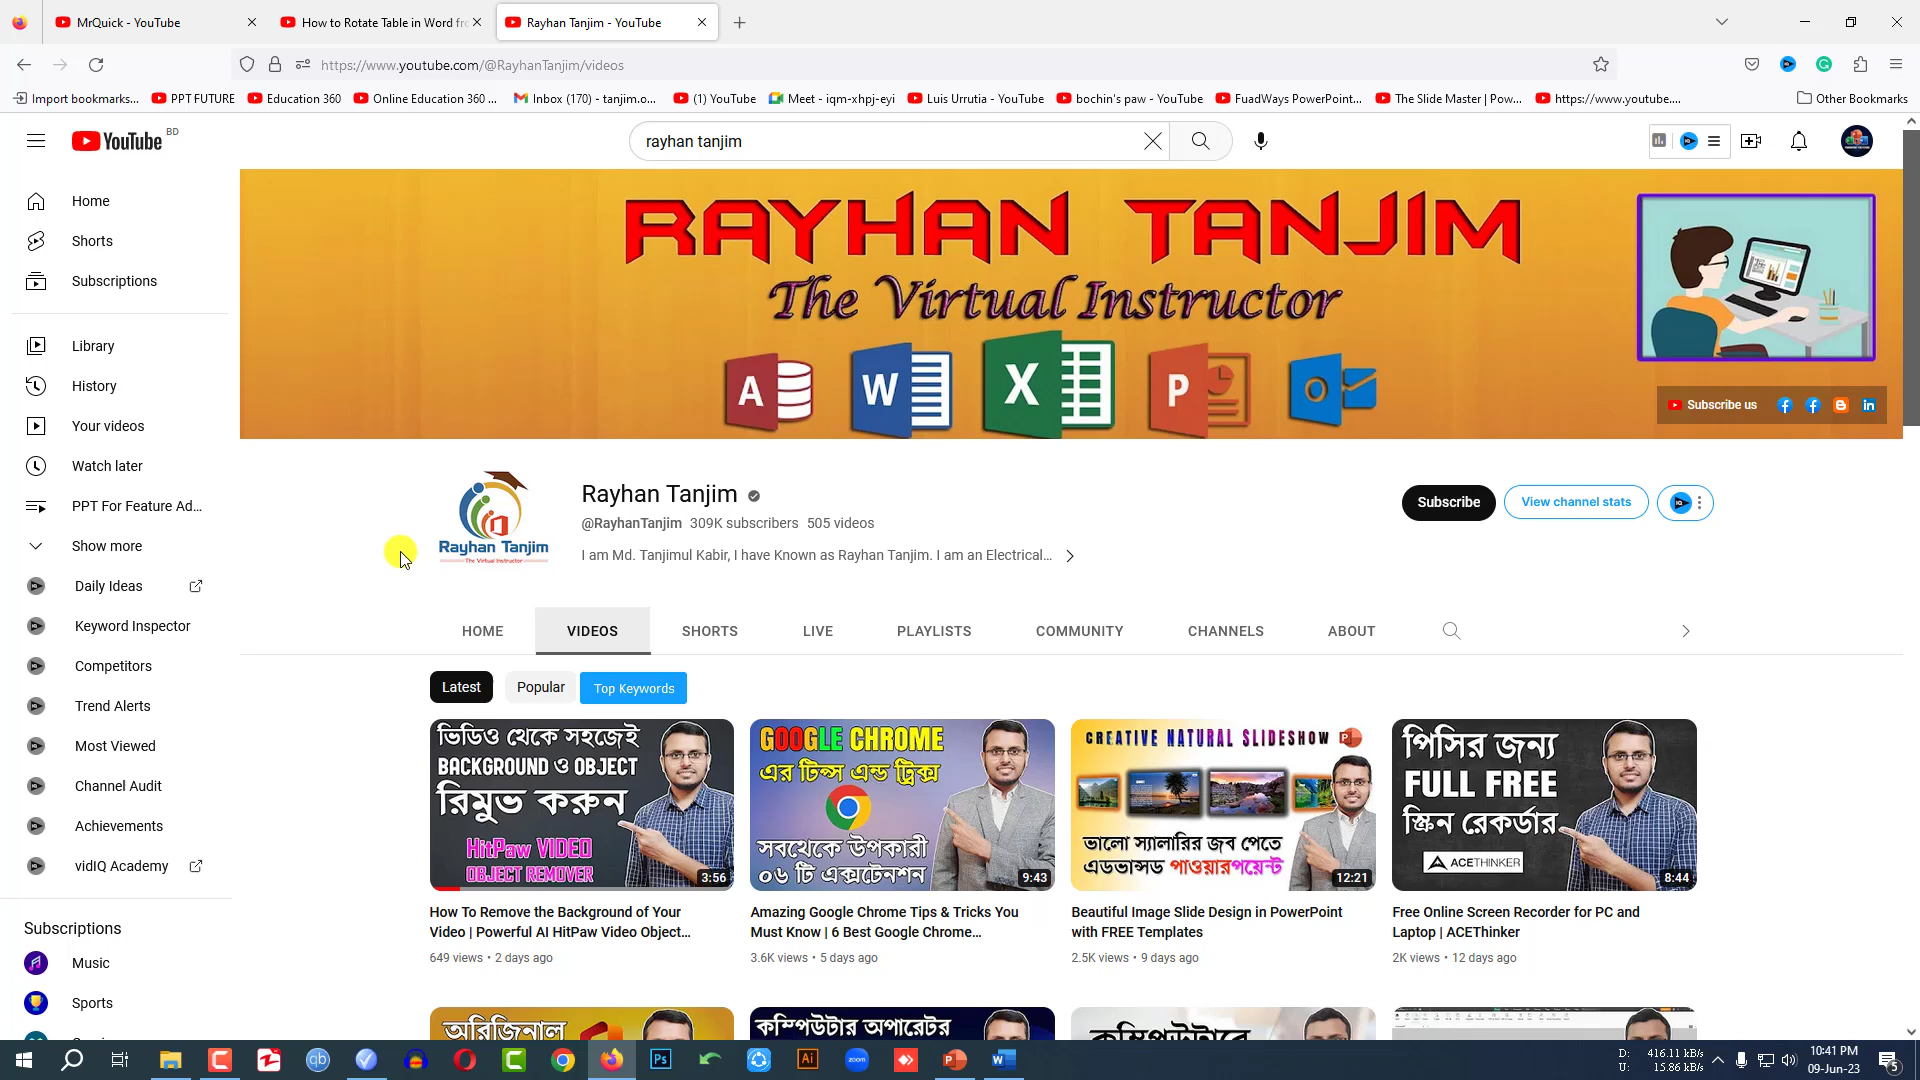 MrQuick - YouTube
How to Rotate Table in Word fr
Rayhan Tanjim - YouTube
https://www.youtube.com/@RayhanTanjim/videos
Import bookmarks...
PPT FUTURE
Education 360
Online Education 360 ...
Inbox (170) - tanjim.o...
(1) YouTube
Meet - iqm-xhpj-eyi
Luis Urrutia - YouTube
bochin's paw - YouTube
FuadWays PowerPoint...
The Slide Master | Pow...
https://www.youtube....
Other Bookmarks
YouTube BD
rayhan tanjim
Home
Shorts
Subscriptions
Library
History
Your videos
Watch later
PPT For Feature Ad...
Show more
Daily Ideas
Keyword Inspector
Competitors
Trend Alerts
Most Viewed
Channel Audit
Achievements
vidIQ Academy
Subscriptions
Music
Sports
RAYHAN TANJIM
The Virtual Instructor
A W X P O
Subscribe us
Rayhan Tanjim
The Virtual Instructor
Rayhan Tanjim
@RayhanTanjim 309K subscribers 505 videos
I am Md. Tanjimul Kabir, I have Known as Rayhan Tanjim. I am an Electrical...
Subscribe
View channel stats
HOME
VIDEOS
SHORTS
LIVE
PLAYLISTS
COMMUNITY
CHANNELS
ABOUT
Latest
Popular
Top Keywords
ভিডিও থেকে সহজেই
BACKGROUND ও OBJECT
রিমুভ করুন
HitPaw VIDEO
OBJECT REMOVER
3:56
How To Remove the Background of Your
Video | Powerful AI HitPaw Video Object...
649 views • 2 days ago
GOOGLE CHROME
এর টিপ্স এন্ড ট্রিক্স
সবথেকে উপকারী
০৬ টি এক্সটেনশন
9:43
Amazing Google Chrome Tips & Tricks You
Must Know | 6 Best Google Chrome...
3.6K views • 5 days ago
CREATIVE NATURAL SLIDESHOW
ভালো স্যালারির জব পেতে
এডভান্সড পাওয়ারপয়েন্ট
12:21
Beautiful Image Slide Design in PowerPoint
with FREE Templates
2.5K views • 9 days ago
পিসির জন্য
FULL FREE
স্ক্রিন রেকর্ডার
ACETHINKER
8:44
Free Online Screen Recorder for PC and
Laptop | ACEThinker
2K views • 12 days ago
অরিজিনাল
কম্পিউটার অপারেটর
কম্পিউটারে
D: 416.11 kB/s
U: 15.86 kB/s
10:41 PM
09-Jun-23
5